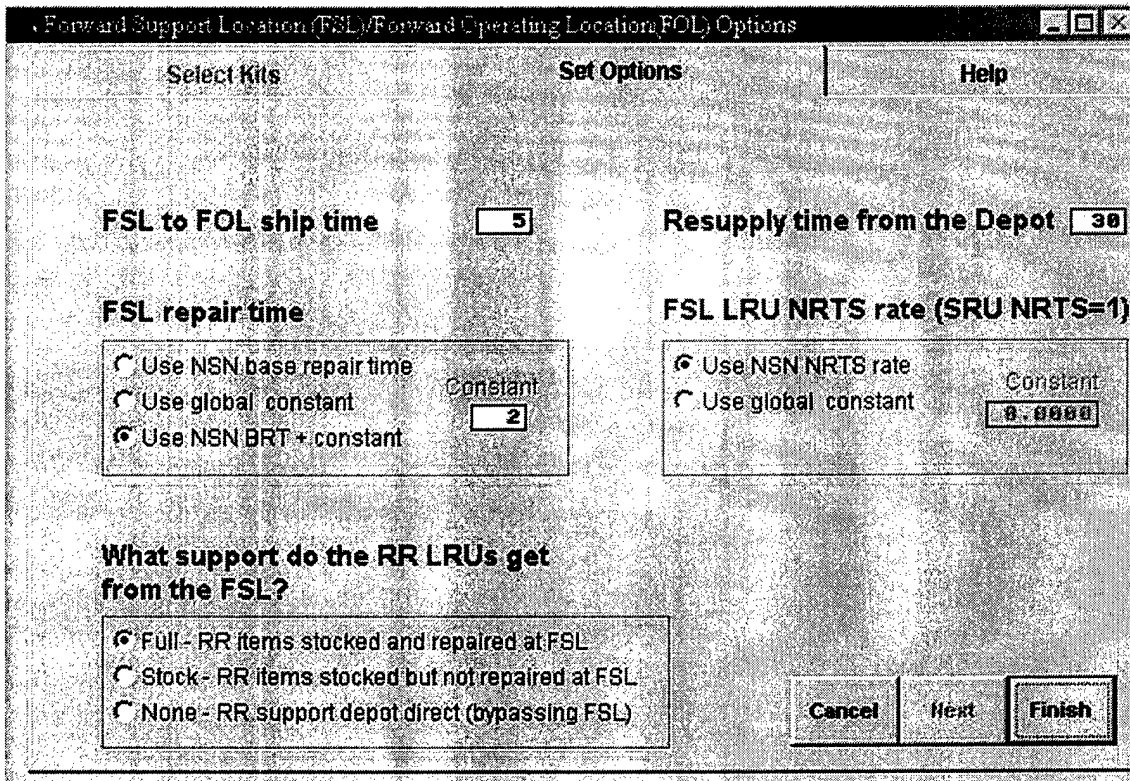 Forward Support Location (FSL)/Forward Operating Location(FOL) Options
Select Kits
Set Options
Help
FSL to FOL ship time
5
Resupply time from the Depot
30
FSL repair time
Use NSN base repair time
Use global constant
Use NSN BRT + constant
Constant
2
FSL LRU NRTS rate (SRU NRTS=1)
Use NSN NRTS rate
Use global constant
Constant
0.0000
What support do the RR LRUs get
from the FSL?
Full - RR items stocked and repaired at FSL
Stock - RR items stocked but not repaired at FSL
None - RR support depot direct (bypassing FSL)
Cancel
Next
Finish